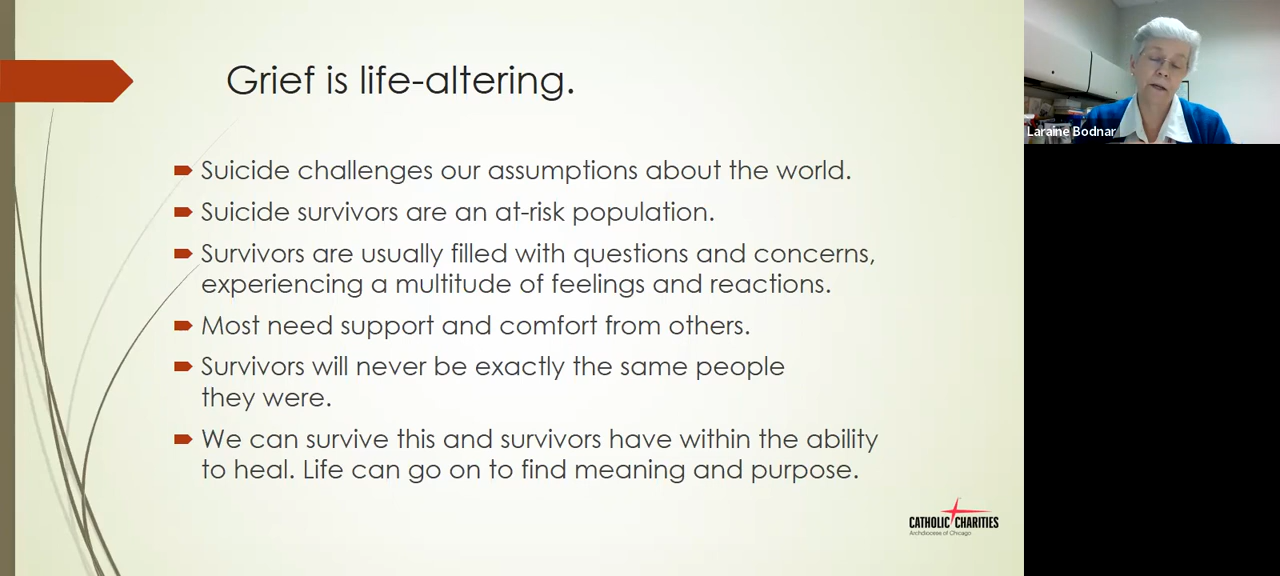 Grief is life-altering.
Suicide challenges our assumptions about the world.
Suicide survivors are an at-risk population.
Survivors are usually filled with questions and concerns,
experiencing a multitude of feelings and reactions.
Most need support and comfort from others.
Survivors will never be exactly the same people
they were.
We can survive this and survivors have within the ability
to heal. Life can go on to find meaning and purpose.
CATHOLIC CHARITIES
Archdiocese of Chicago
Laraine Bodnar